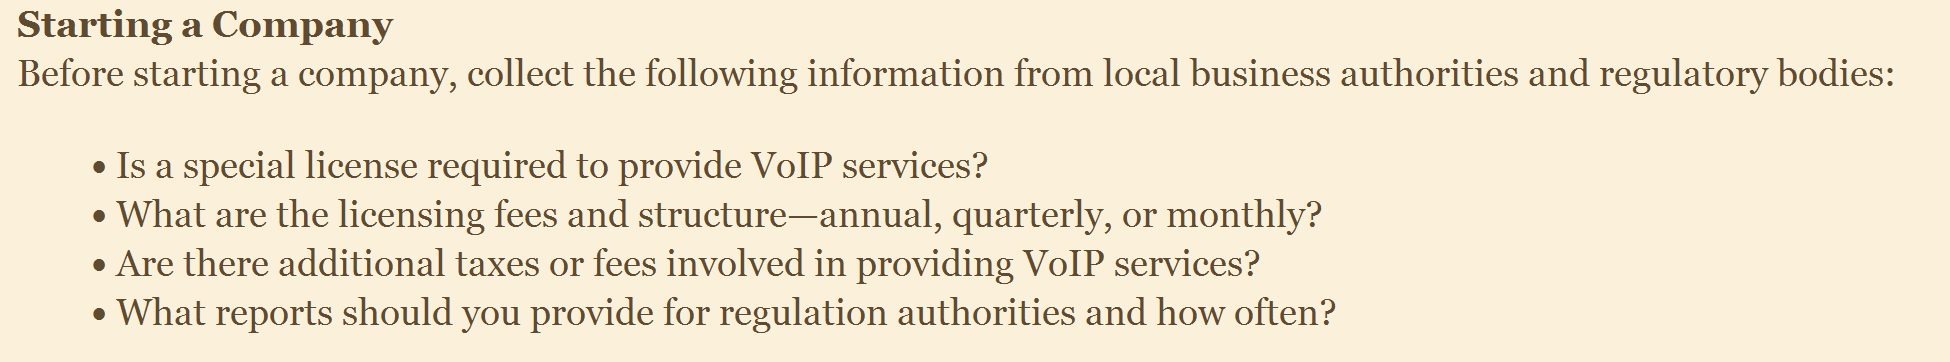 Starting a Company
Before starting a company, collect the following information from local business authorities and regulatory bodies:
• Is a special license required to provide VoIP services?
• What are the licensing fees and structure—annual, quarterly, or monthly?
• Are there additional taxes or fees involved in providing VoIP services?
• What reports should you provide for regulation authorities and how often?